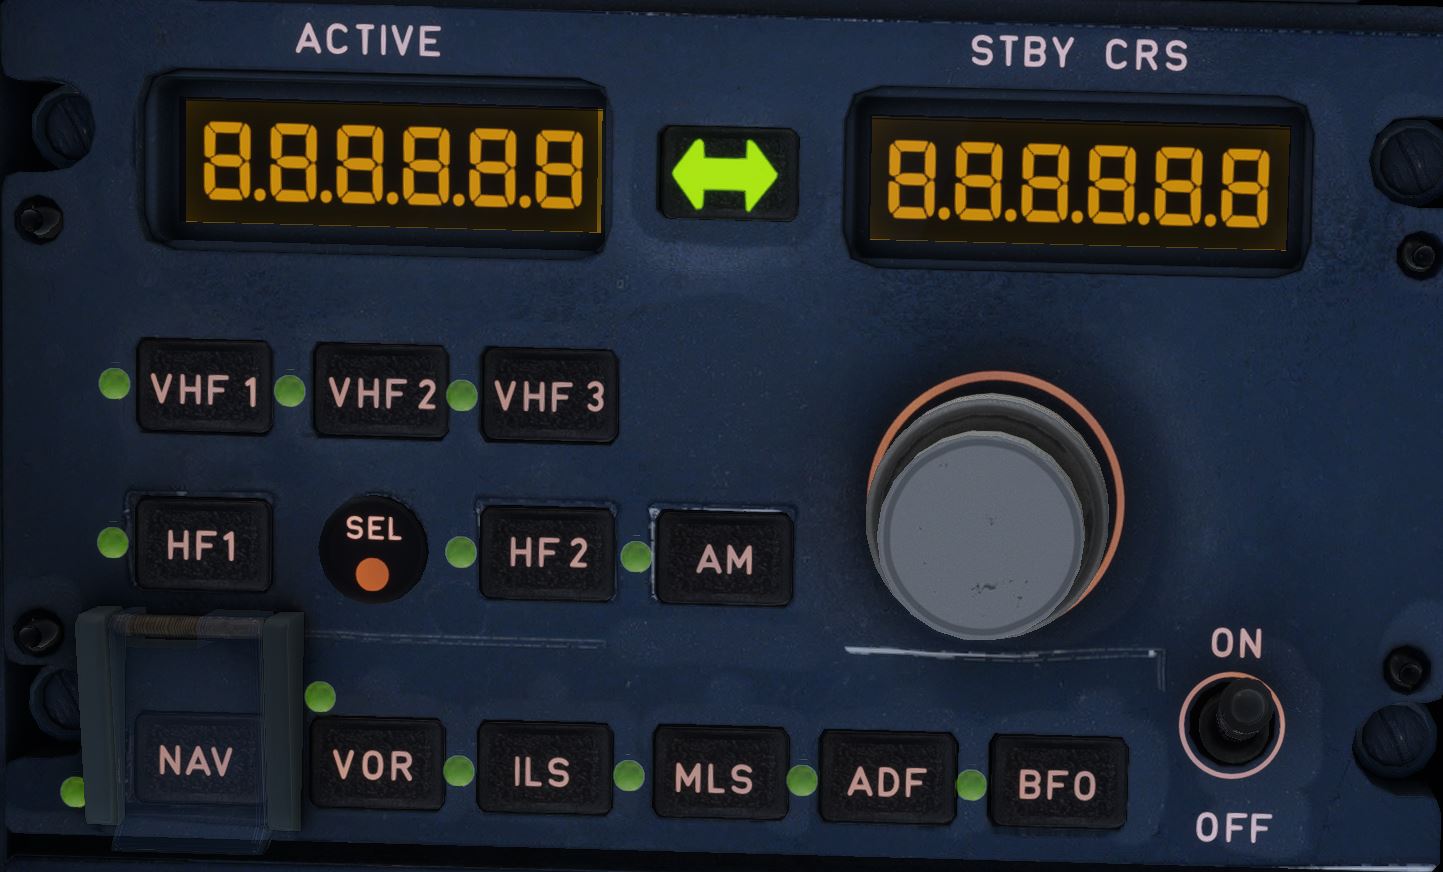 ACTIVE STBY CRS
8.8.8.8.8.8 8.8.8.8.8.8
VHF 1 VHF 2 VHF 3
HF1 SEL HF 2 AM
ON
NAV VOR ILS MLS ADF BFO
OFF